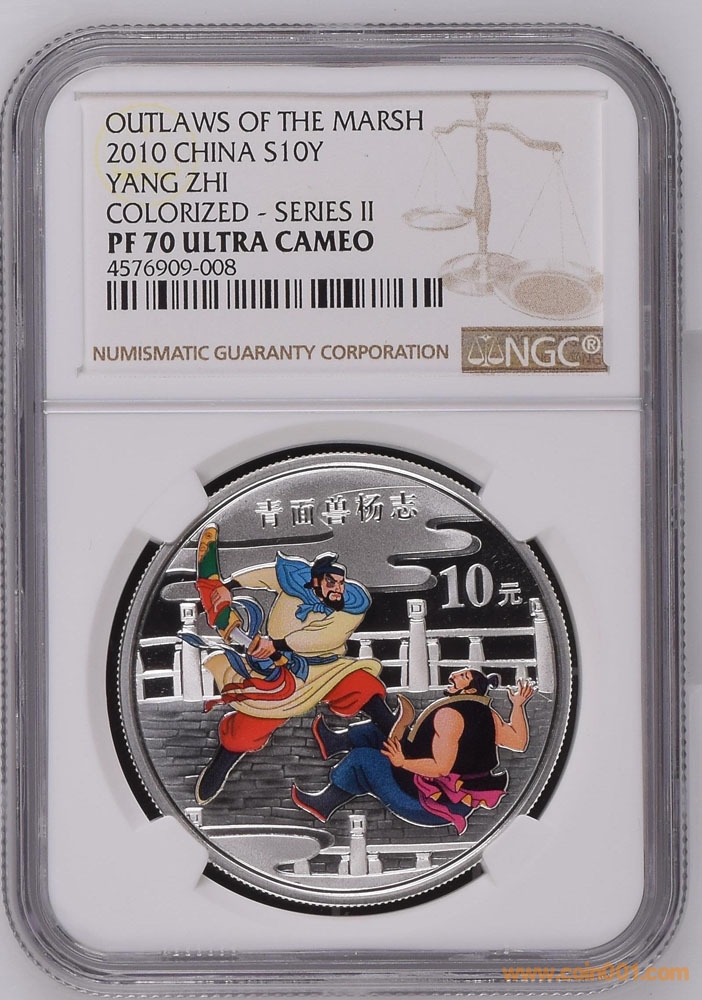 OUTLAWS OF THE MARSH
2010 CHINA S10Y
YANG ZHI
COLORIZED - SERIES II
PF 70 ULTRA CAMEO
4576909-008
NUMISMATIC GUARANTY CORPORATION
NGC®
青面兽杨志
10元
www.coin001.com